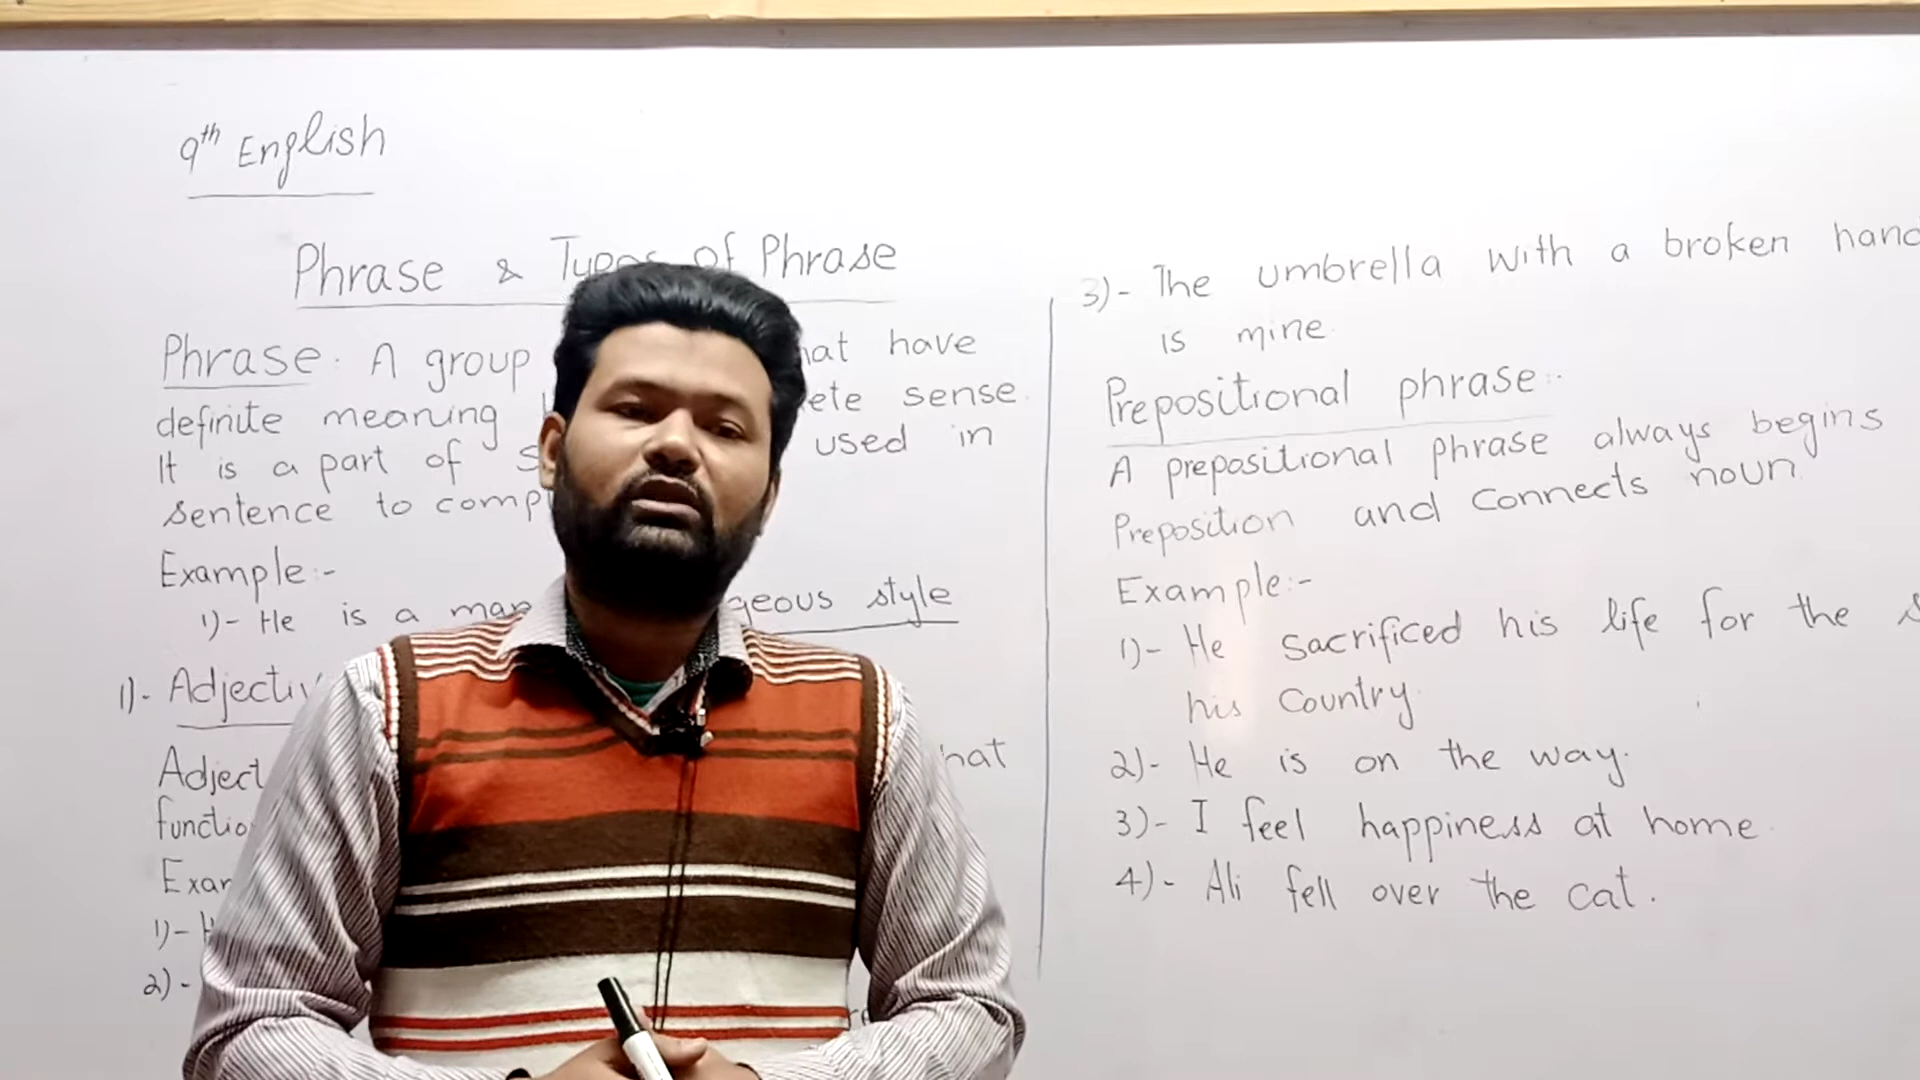 9th English
Phrase & Types of Phrase
Phrase: A group hat have
definite meaning ete sense.
It is a part of used in
sentence to comp
Example:-
1)- He is a man geous style
1)- Adjectiv
Adject hat
functio
Exam
1)- H
2)-
3)- The umbrella with a broken hand
is mine.
Prepositional phrase:-
A prepositional phrase always begins
Preposition and connects noun.
Example:-
1)- He sacrificed his life for the s
his Country.
2)- He is on the way.
3)- I feel happiness at home.
4)- Ali fell over the cat.